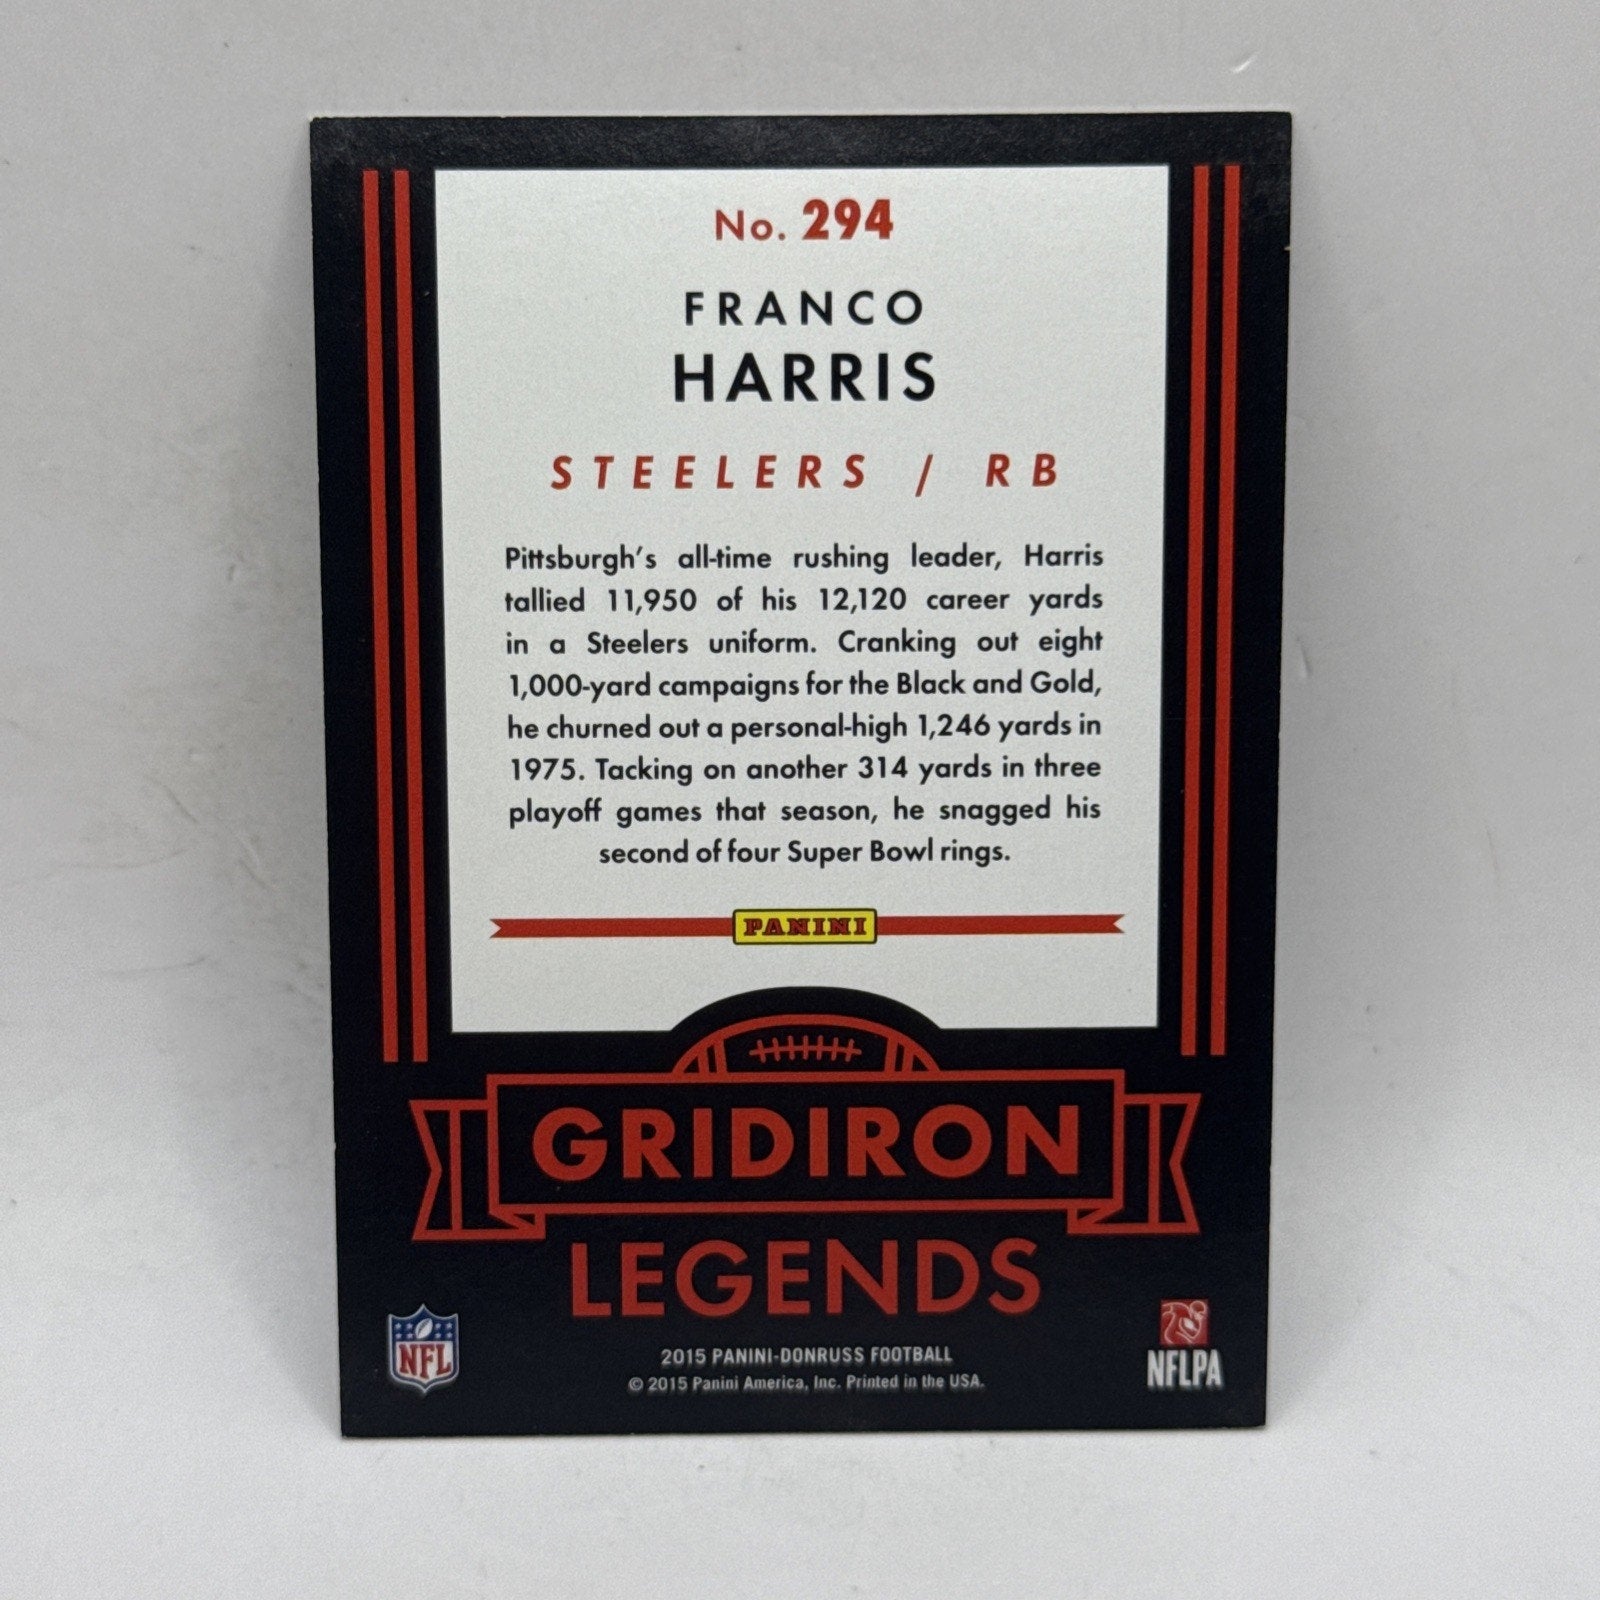 No. 294
FRANCO
HARRIS
STEELERS / RB
Pittsburgh's all-time rushing leader, Harris
tallied 11,950 of his 12,120 career yards
in a Steelers uniform. Cranking out eight
1,000-yard campaigns for the Black and Gold,
he churned out a personal-high 1,246 yards in
1975. Tacking on another 314 yards in three
playoff games that season, he snagged his
second of four Super Bowl rings.
PANINI
GRIDIRON
LEGENDS
NFL
2015 PANINI-DONRUSS FOOTBALL
© 2015 Panini America, Inc. Printed in the USA.
NFLPA